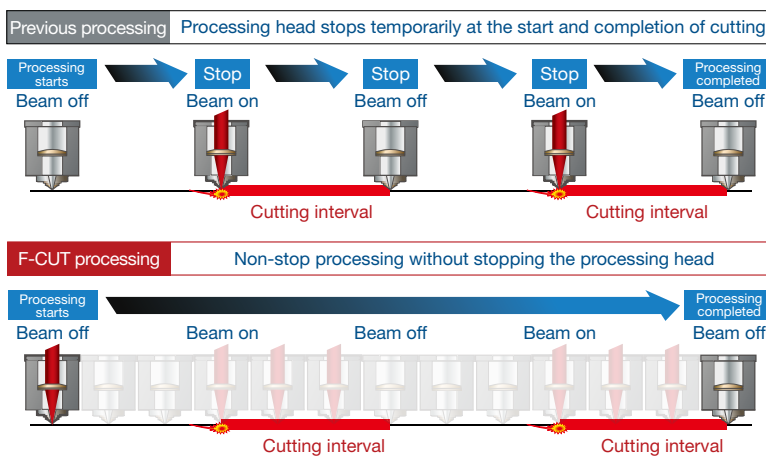 Previous processing
Processing head stops temporarily at the start and completion of cutting
Processing
starts
Stop
Stop
Stop
Processing
completed
Beam off
Beam on
Beam off
Beam on
Beam off
Cutting interval
Cutting interval
F-CUT processing
Non-stop processing without stopping the processing head
Processing
starts
Processing
completed
Beam off
Beam on
Beam off
Beam on
Beam off
Cutting interval
Cutting interval